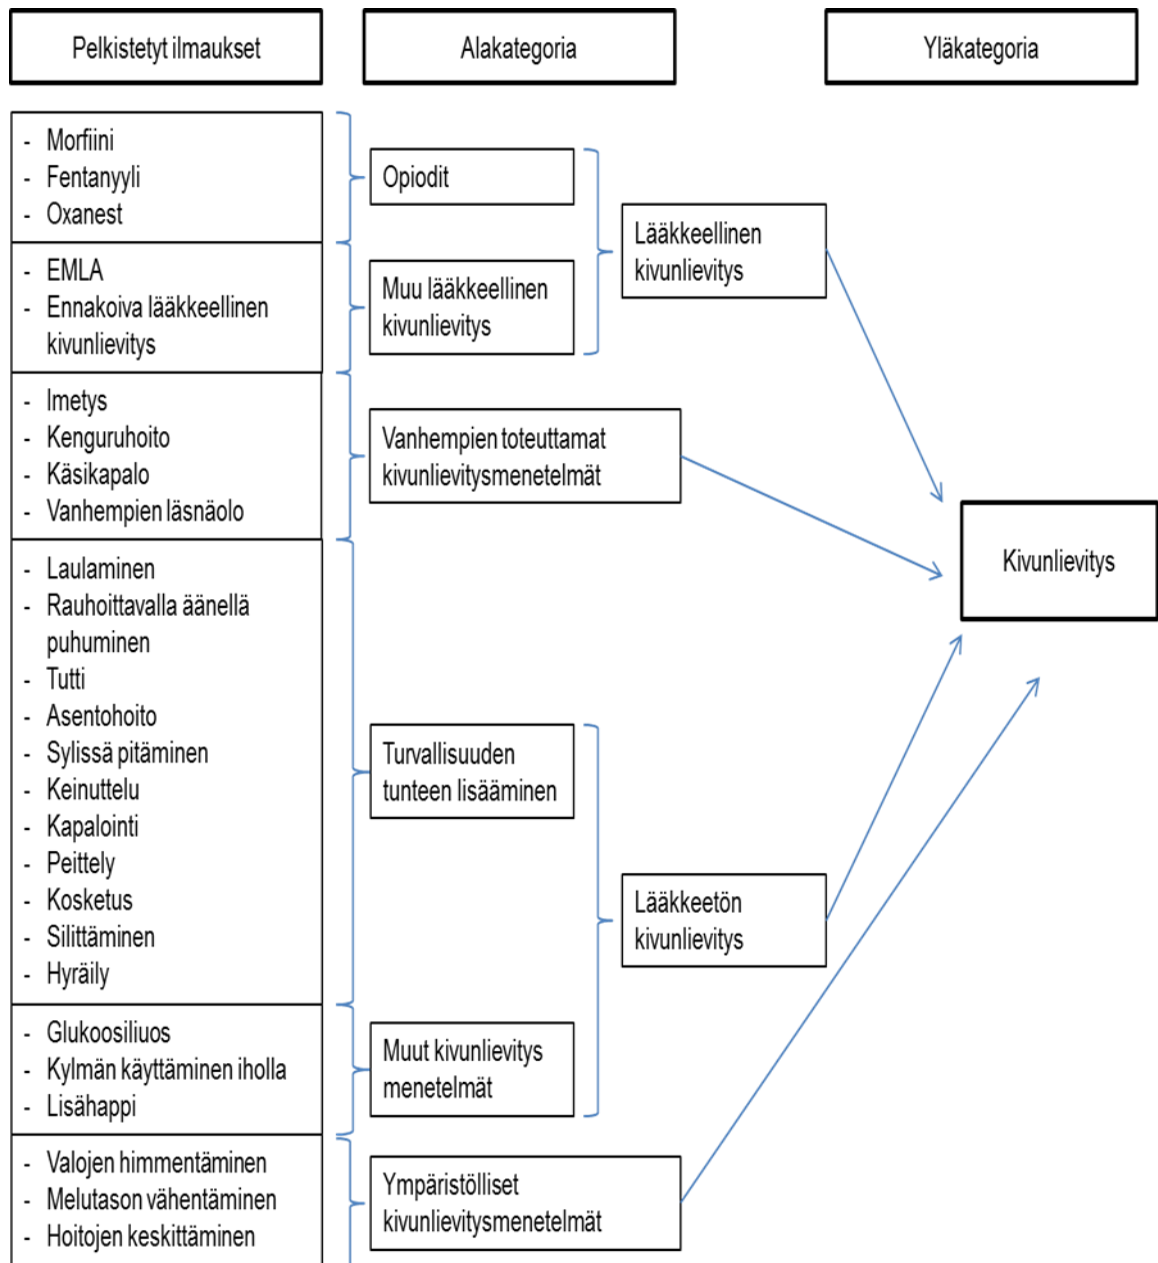 Pelkistetyt ilmaukset
Alakategoria
Yläkategoria
- Morfiini
- Fentanyyli
- Oxanest
Opiodit
- EMLA
- Ennakoiva lääkkeellinen
kivunlievitys
Muu lääkkeellinen
kivunlievitys
Lääkkeellinen
kivunlievitys
- Imetys
- Kenguruhoito
- Käsikapalo
- Vanhempien läsnäolo
Vanhempien toteuttamat
kivunlievitysmenetelmät
- Laulaminen
- Rauhoittavalla äänellä
puhuminen
- Tutti
- Asentohoito
- Sylissä pitäminen
- Keinuttelu
- Kapalointi
- Peittely
- Kosketus
- Silittäminen
- Hyräily
Turvallisuuden
tunteen lisääminen
- Glukoosiliuos
- Kylmän käyttäminen iholla
- Lisähappi
Muut kivunlievitys
menetelmät
Lääkkeetön
kivunlievitys
- Valojen himmentäminen
- Melutason vähentäminen
- Hoitojen keskittäminen
Ympäristölliset
kivunlievitysmenetelmät
Kivunlievitys